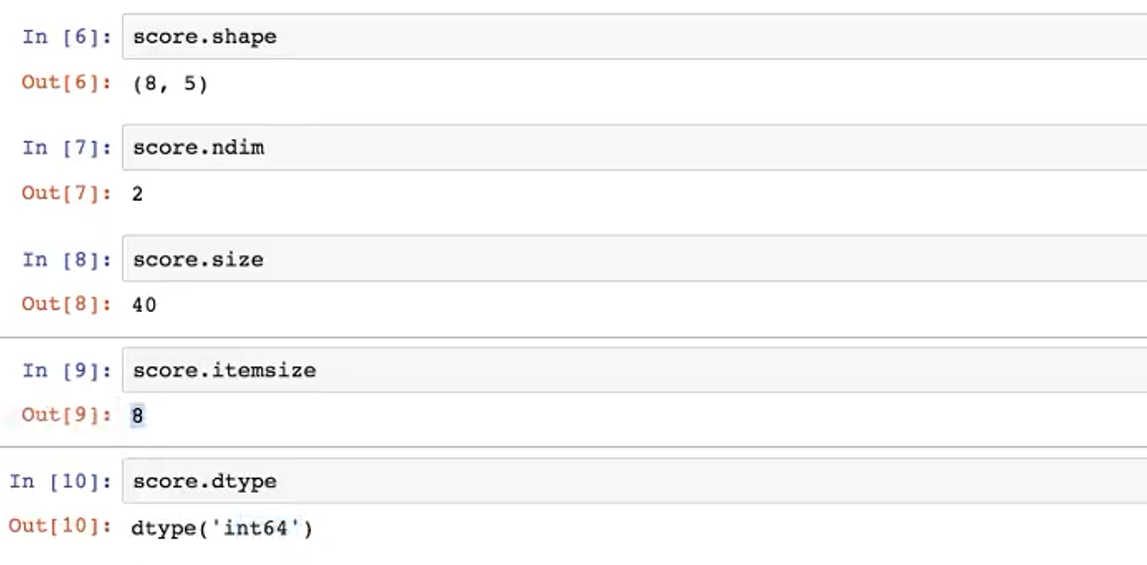 In [6]: score.shape
Out[6]: (8, 5)
In [7]: score.ndim
Out[7]: 2
In [8]: score.size
Out[8]: 40
In [9]: score.itemsize
Out[9]: 8
In [10]: score.dtype
Out[10]: dtype('int64')